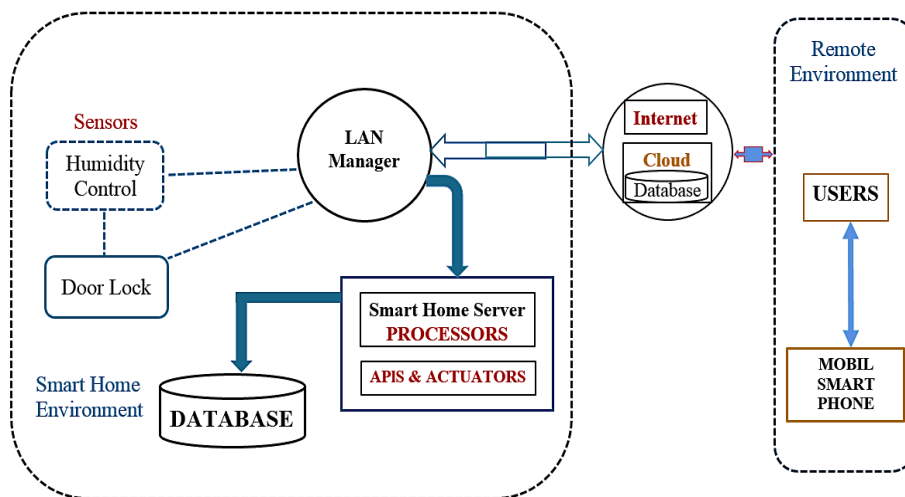 Sensors
Humidity
Control
Door Lock
Smart Home
Environment
DATABASE
LAN
Manager
Smart Home Server
PROCESSORS
APIS & ACTUATORS
Internet
Cloud
Database
Remote
Environment
USERS
MOBIL
SMART
PHONE